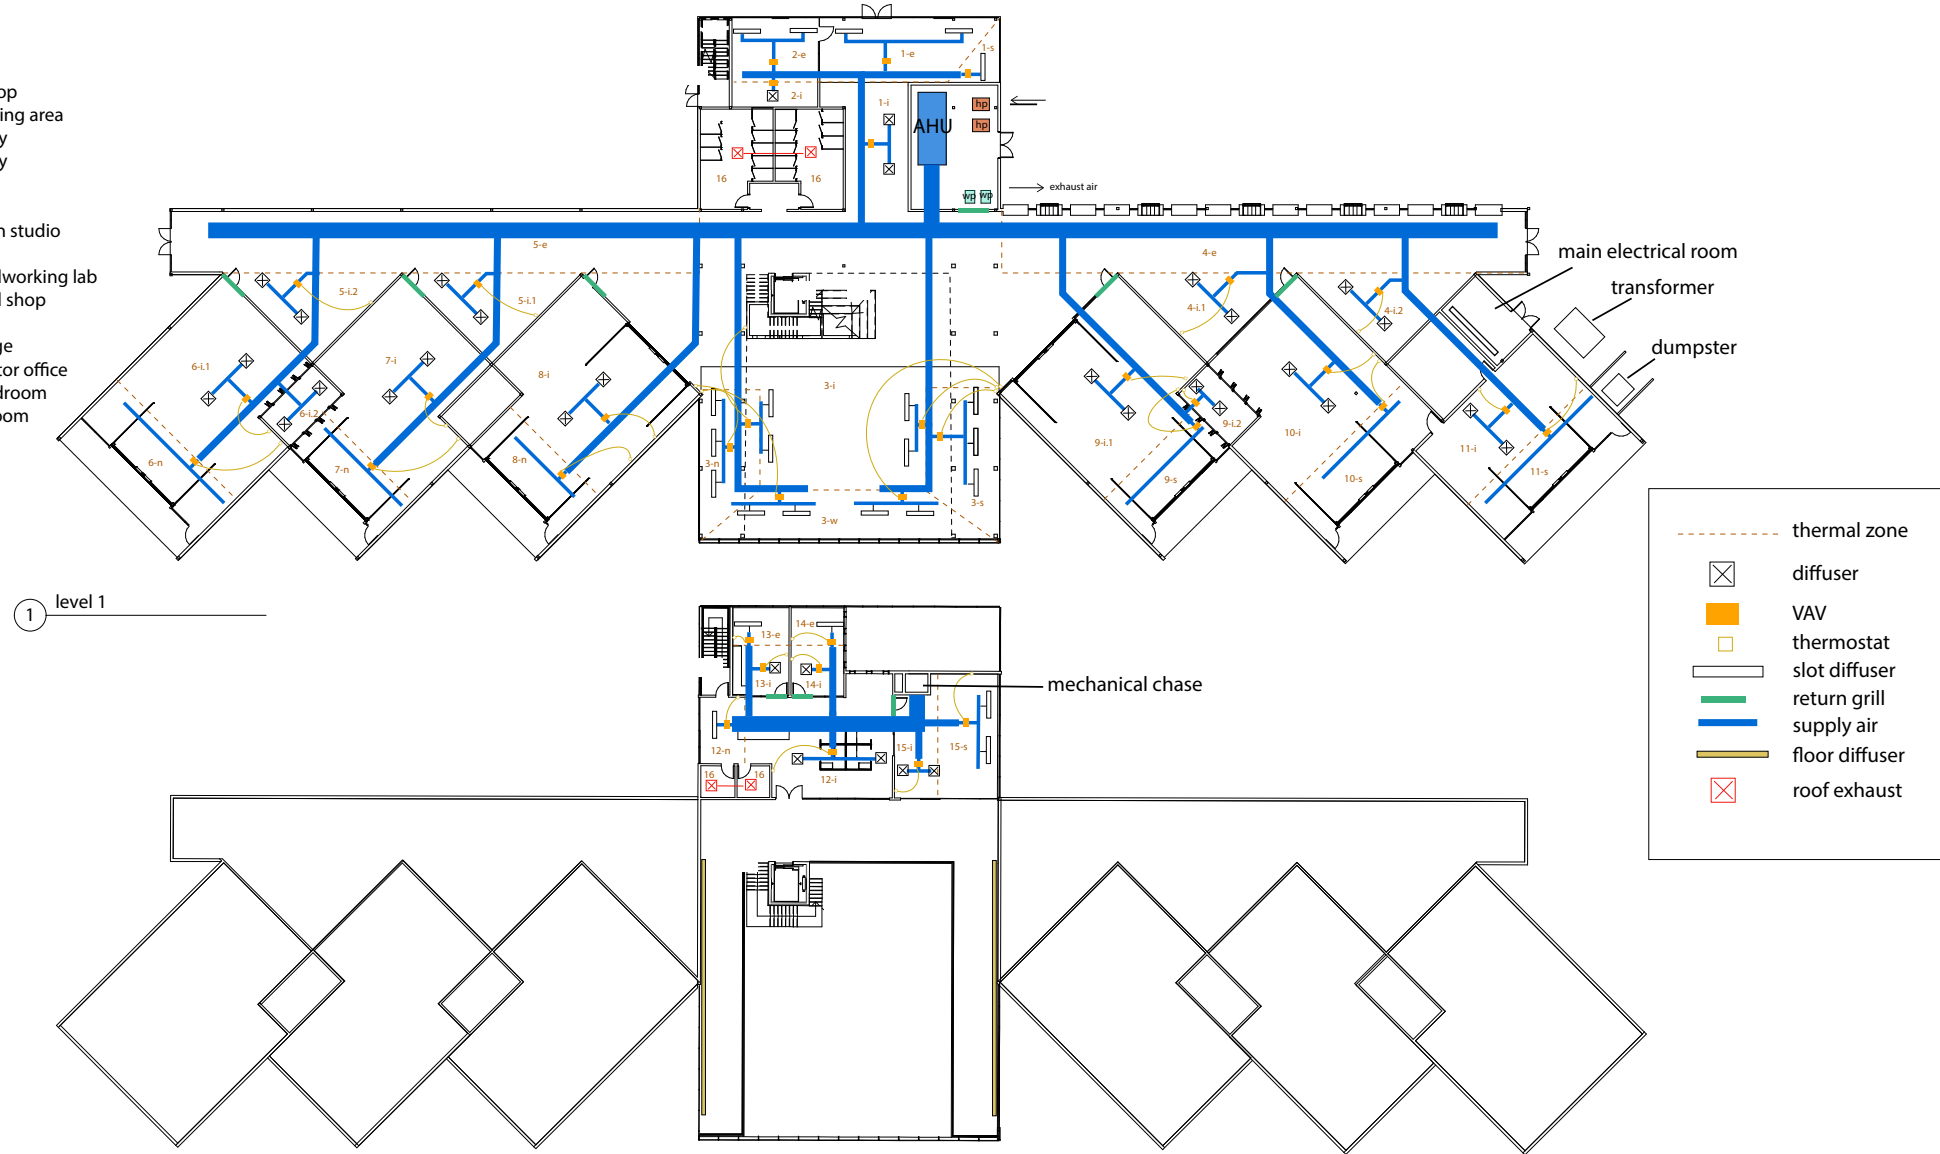 op
ing area
y
y
n studio
lworking lab
l shop
ge
tor office
droom
oom
2-e
1-e
1-s
2-i
1-i
hp
hp
AHU
16
16
wp
wp
exhaust air
5-e
4-e
main electrical room
transformer
dumpster
5-i.2
5-i.1
4-i.1
4-i.2
6-i.1
7-i
8-i
3-i
6-i.2
9-i.1
9-i.2
10-i
11-i
6-n
7-n
8-n
3-n
3-s
3-w
9-s
10-s
11-s
thermal zone
diffuser
VAV
thermostat
slot diffuser
return grill
supply air
floor diffuser
roof exhaust
1
level 1
13-e
14-e
13-i
14-i
mechanical chase
12-n
15-i
15-s
12-i
16
16